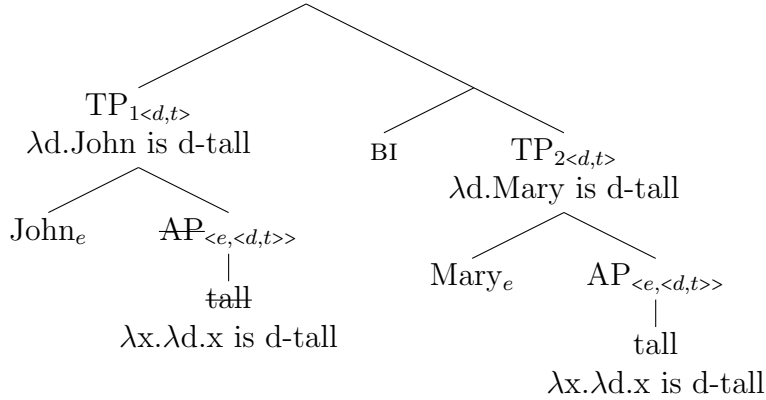 TP₁<d,t>
λd.John is d-tall
BI
TP₂<d,t>
λd.Mary is d-tall
Johnₑ
AP<e,<d,t>>
tall
λx.λd.x is d-tall
Maryₑ
AP<e,<d,t>>
tall
λx.λd.x is d-tall